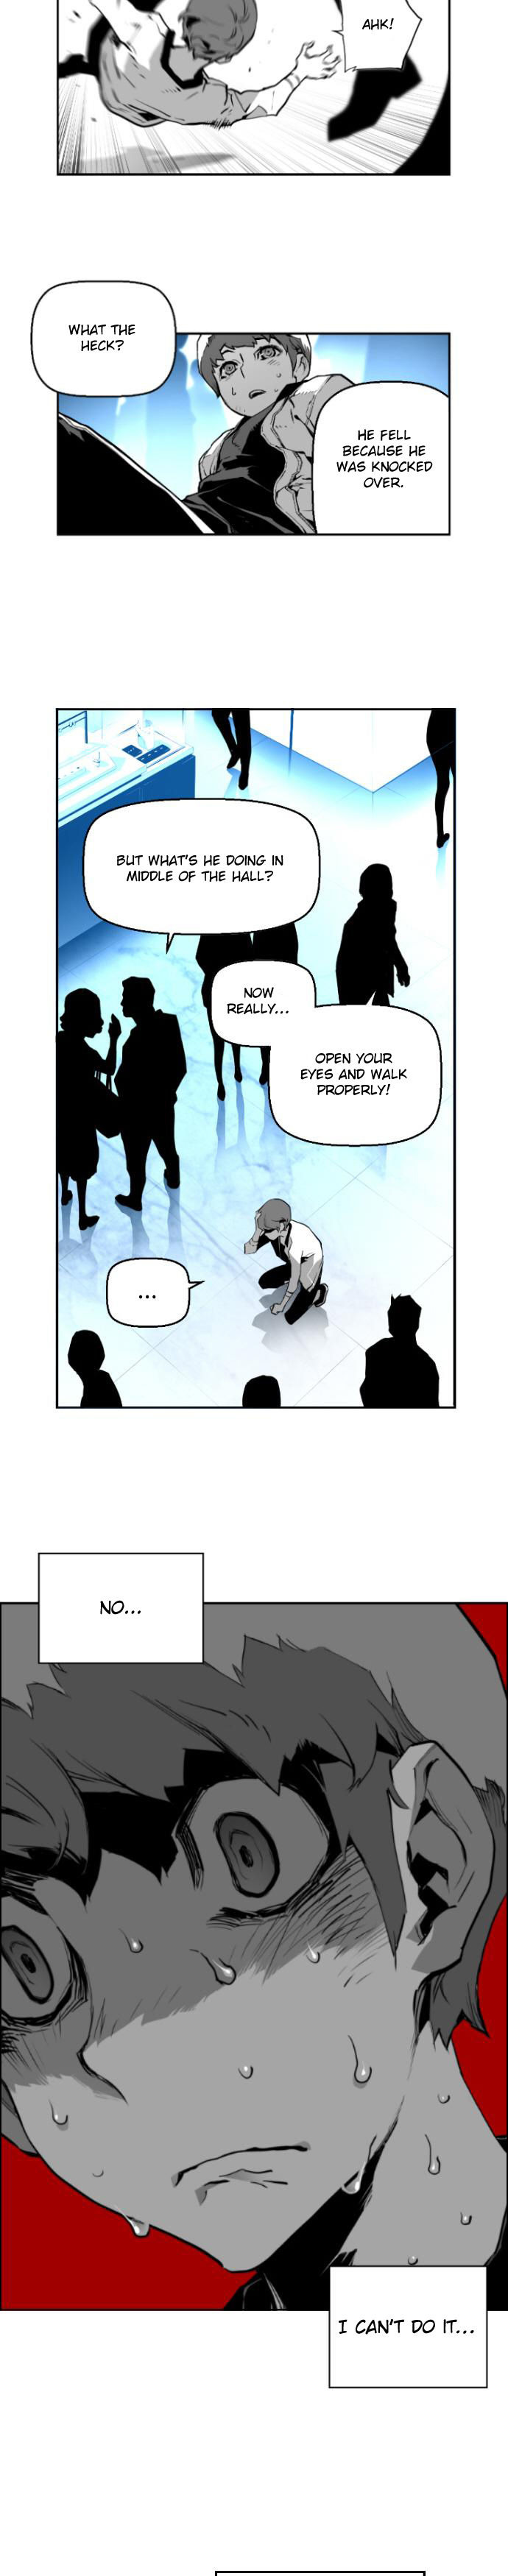 AHK!
WHAT THE
HECK?
HE FELL
BECAUSE HE
WAS KNOCKED
OVER.
BUT WHAT'S HE DOING IN
MIDDLE OF THE HALL?
NOW
REALLY...
OPEN YOUR
EYES AND WALK
PROPERLY!
...
NO...
I CAN'T DO IT...